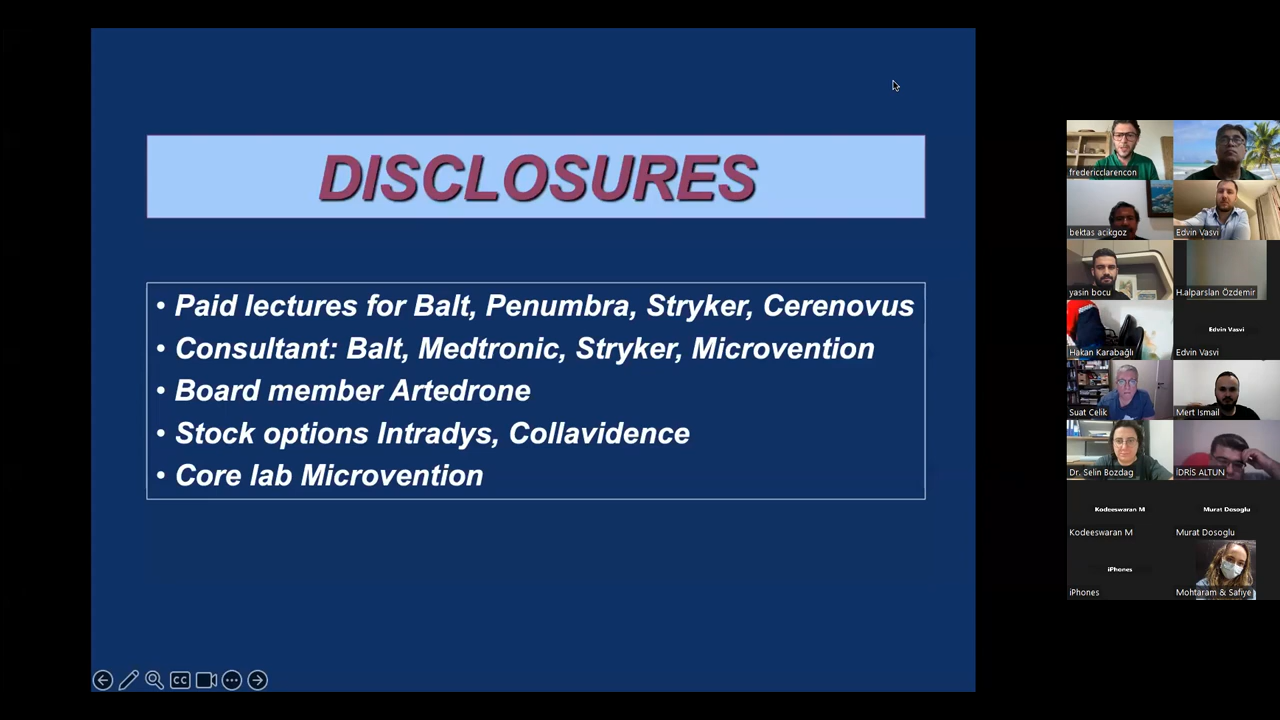 DISCLOSURES
• Paid lectures for Balt, Penumbra, Stryker, Cerenovus
• Consultant: Balt, Medtronic, Stryker, Microvention
• Board member Artedrone
• Stock options Intradys, Collavidence
• Core lab Microvention
CC
fredericclarencon
bektas acikgoz
Edvin Vasvi
yasin bocu
H.alparslan Özdemir
Hakan Karabağlı
Edvin Vasvi
Edvin Vasvi
Suat Celik
Mert Ismail
Dr. Selin Bozdag
İDRİS ALTUN
Kodeeswaran M
Murat Dosoglu
Kodeeswaran M
Murat Dosoglu
iPhones
iPhones
Mohtaram & Safiye